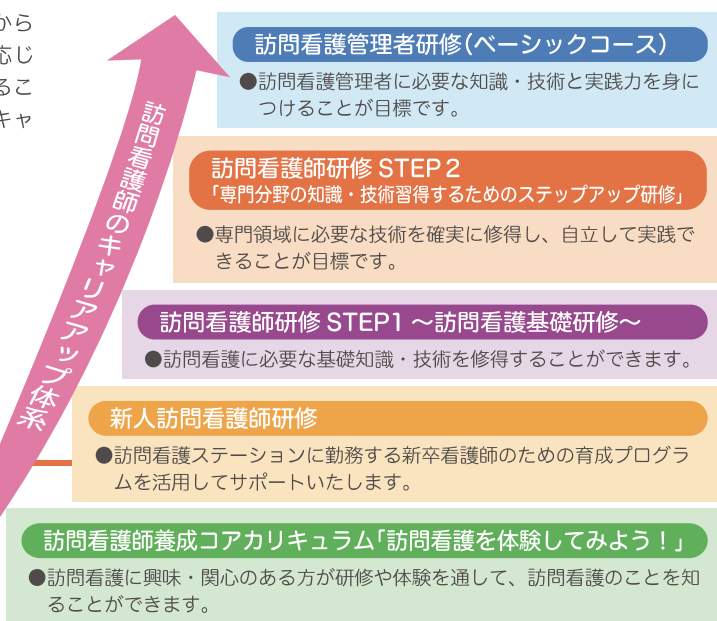 から
応じ
るこ
キャ
訪問看護師のキャリアアップ体系
訪問看護管理者研修（ベーシックコース）
●訪問看護管理者に必要な知識・技術と実践力を身に
つけることが目標です。
訪問看護師研修 STEP２
「専門分野の知識・技術習得するためのステップアップ研修」
●専門領域に必要な技術を確実に修得し、自立して実践で
きることが目標です。
訪問看護師研修 STEP1 ～訪問看護基礎研修～
●訪問看護に必要な基礎知識・技術を修得することができます。
新人訪問看護師研修
●訪問看護ステーションに勤務する新卒看護師のための育成プログラ
ムを活用してサポートいたします。
訪問看護師養成コアカリキュラム「訪問看護を体験してみよう！」
●訪問看護に興味・関心のある方が研修や体験を通して、訪問看護のことを知
ることができます。